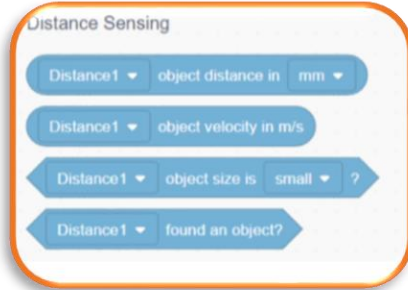 Distance Sensing
Distance1 object distance in mm
Distance1 object velocity in m/s
Distance1 object size is small ?
Distance1 found an object?